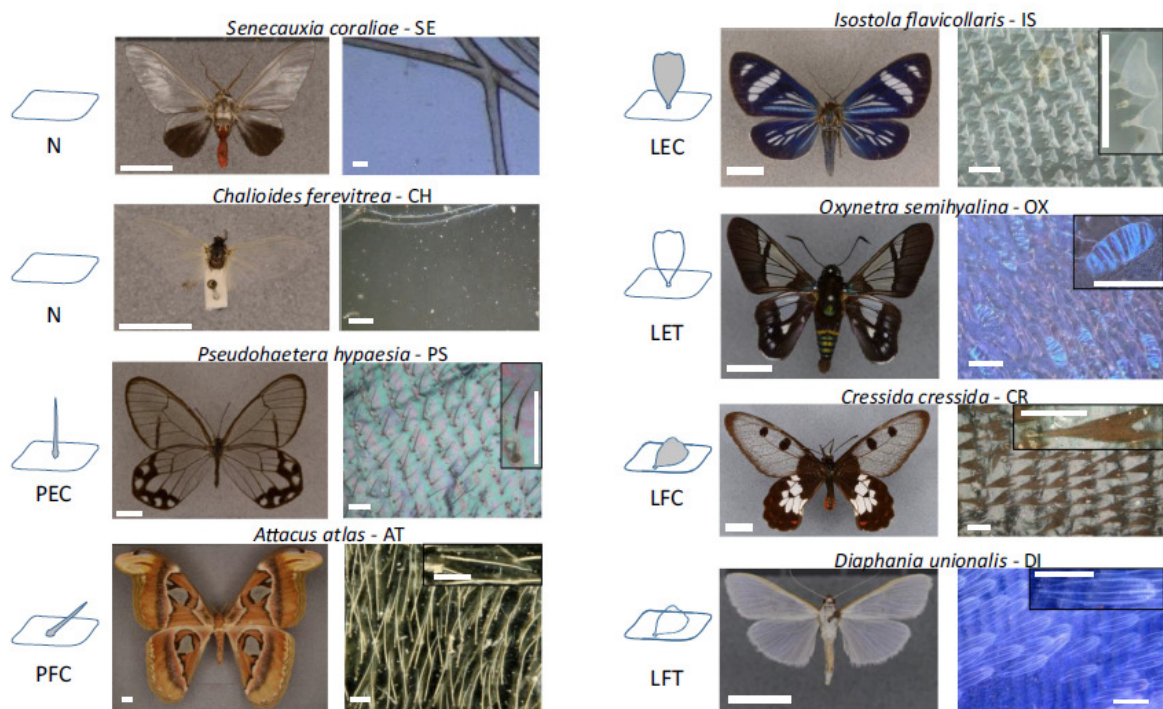 Senecauxia coraliae - SE
N
Chalioides ferevitrea - CH
N
Pseudohaetera hypaesia - PS
PEC
Attacus atlas - AT
PFC
Isostola flavicollaris - IS
LEC
Oxynetra semihyalina - OX
LET
Cressida cressida - CR
LFC
Diaphania unionalis - DI
LFT